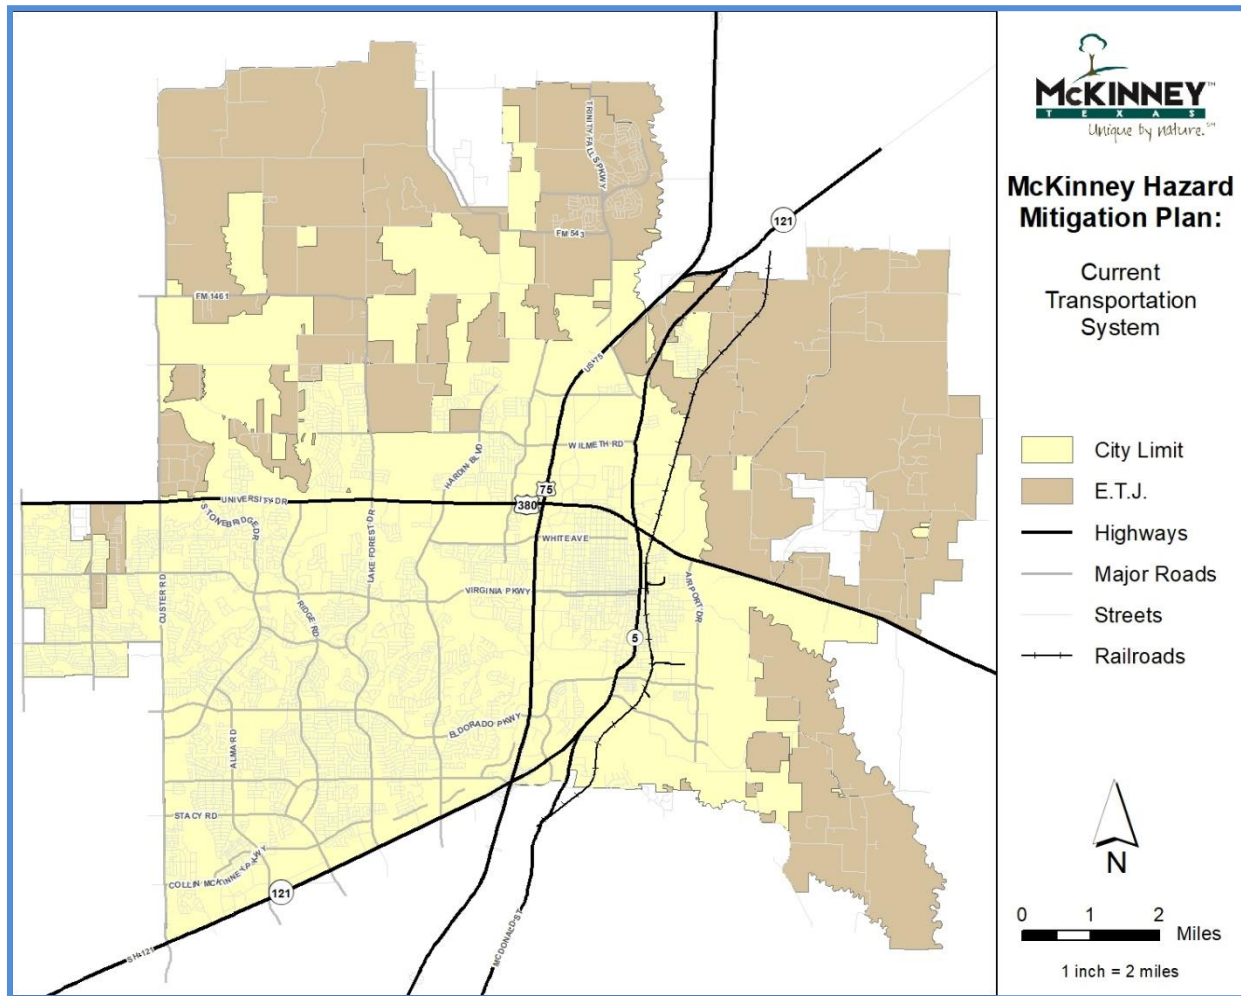 TRINITY FALLS PKWY
FM 543
121
FM 1461
US 75
WILMETH RD
HARDIN BLVD
UNIVERSITY DR
75
380
STONEBRIDGE DR
LAKE FOREST DR
WHITE AVE
CUSTER RD
RIDGE RD
VIRGINIA PKWY
AIRPORT DR
5
ELDORADO PKWY
ALMA RD
STACY RD
COLLIN MCKINNEY PKWY
121
SH 121
MCDONALD ST
McKINNEY™
TEXAS
Unique by nature.℠
McKinney Hazard
Mitigation Plan:
Current
Transportation
System
City Limit
E.T.J.
Highways
Major Roads
Streets
Railroads
N
0 1 2
Miles
1 inch = 2 miles